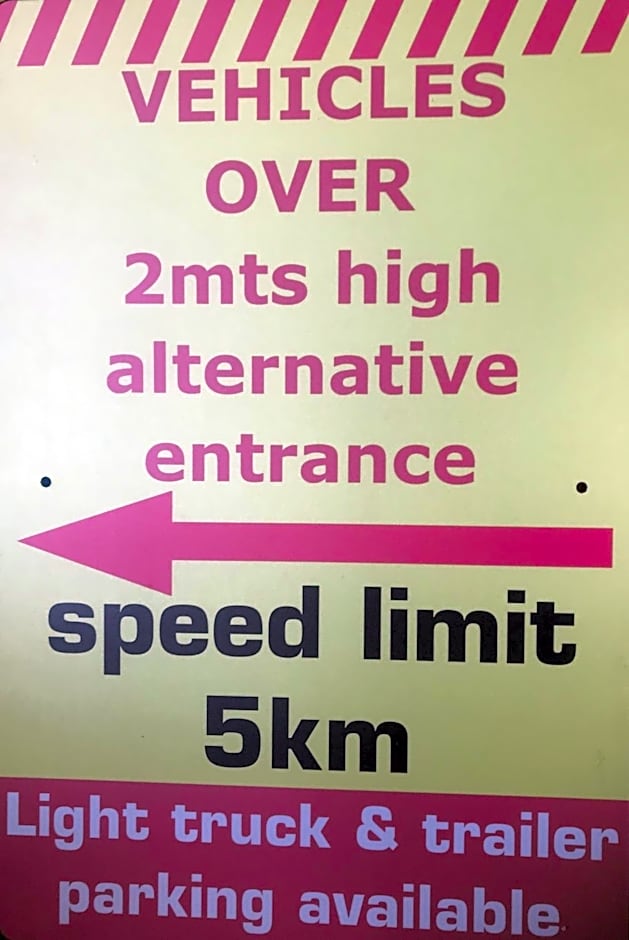 VEHICLES
OVER
2mts high
alternative
entrance
speed limit
5km
Light truck & trailer
parking available